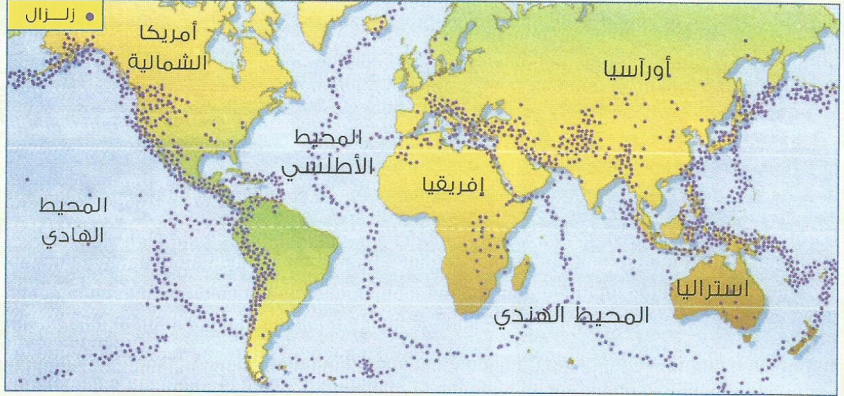 زلزال
أمريكا
الشمالية
أورآسيا
المحيط
الأطلسي
إفريقيا
المحيط
الهادي
استراليا
المحيط الهندي